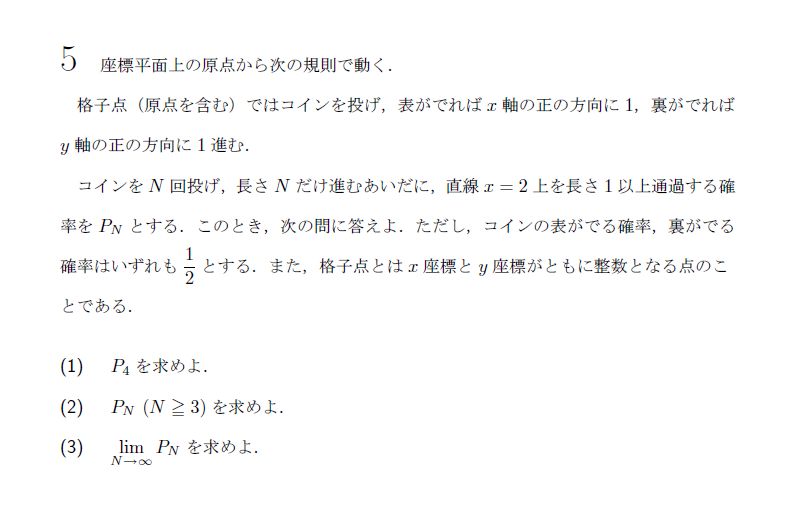 5 座標平面上の原点から次の規則で動く.
格子点(原点を含む)ではコインを投げ,表がでれば x 軸の正の方向に 1,裏がでれば
y 軸の正の方向に 1 進む.
コインを N 回投げ,長さ N だけ進むあいだに,直線 x = 2 上を長さ 1 以上通過する確
率を P_N とする.このとき,次の問に答えよ.ただし,コインの表がでる確率,裏がでる
確率はいずれも \frac{1}{2} とする.また,格子点とは x 座標と y 座標がともに整数となる点のこ
とである.
(1) P_4 を求めよ.
(2) P_N (N ≧ 3) を求めよ.
(3) \lim_{N→∞} P_N を求めよ.